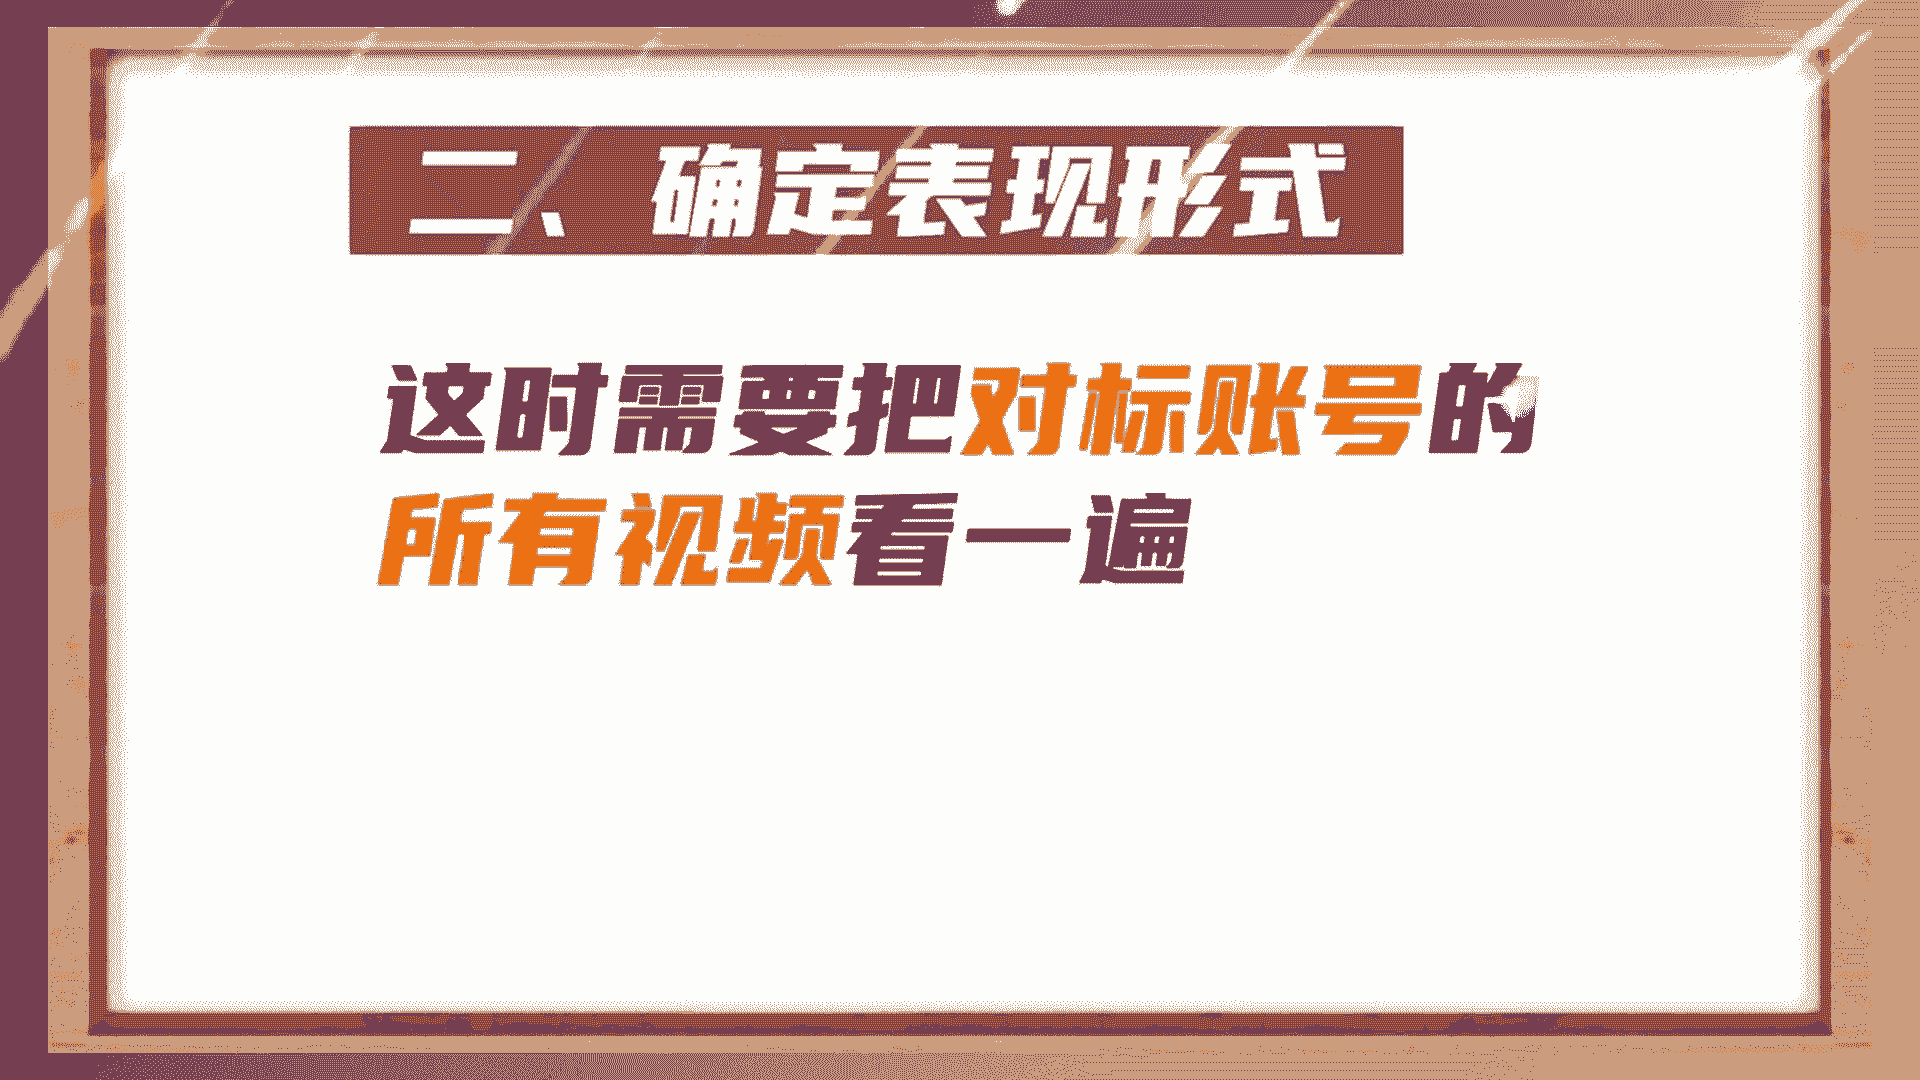 二、确定表现形式
这时需要把对标账号的
所有视频看一遍